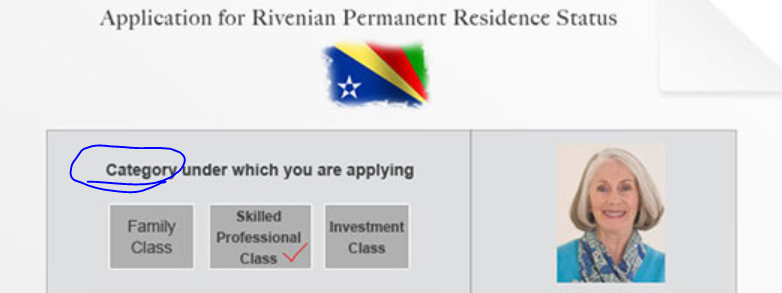 Application for Rivenian Permanent Residence Status
Category under which you are applying
Family
Class
Skilled
Professional
Class
Investment
Class